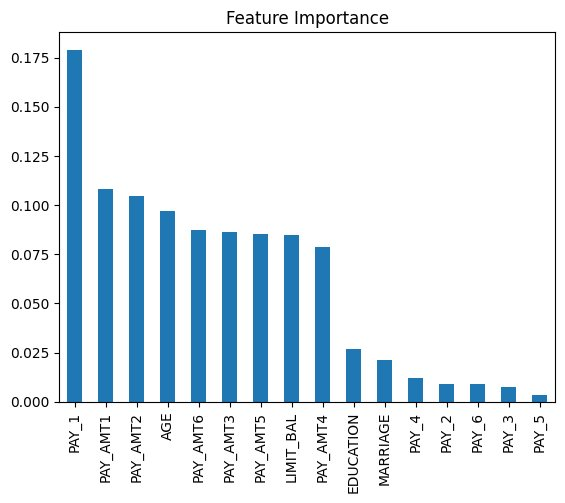 Feature Importance
0.175
0.150
0.125
0.100
0.075
0.050
0.025
0.000
PAY_1
PAY_AMT1
PAY_AMT2
AGE
PAY_AMT6
PAY_AMT3
PAY_AMT5
LIMIT_BAL
PAY_AMT4
EDUCATION
MARRIAGE
PAY_4
PAY_2
PAY_6
PAY_3
PAY_5